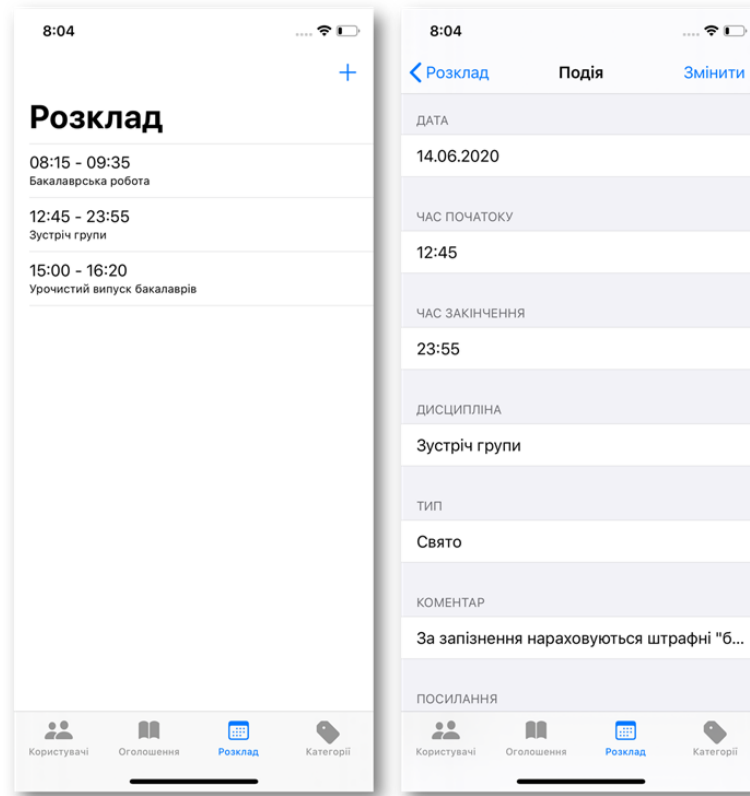 8:04
+
Розклад
08:15 - 09:35
Бакалаврська робота
12:45 - 23:55
Зустріч групи
15:00 - 16:20
Урочистий випуск бакалаврів
Користувачі Оголошення Розклад Категорії
8:04
Розклад Подія Змінити
ДАТА
14.06.2020
ЧАС ПОЧАТОКУ
12:45
ЧАС ЗАКІНЧЕННЯ
23:55
ДИСЦИПЛІНА
Зустріч групи
ТИП
Свято
КОМЕНТАР
За запізнення нараховуються штрафні "б...
ПОСИЛАННЯ
Користувачі Оголошення Розклад Категорії